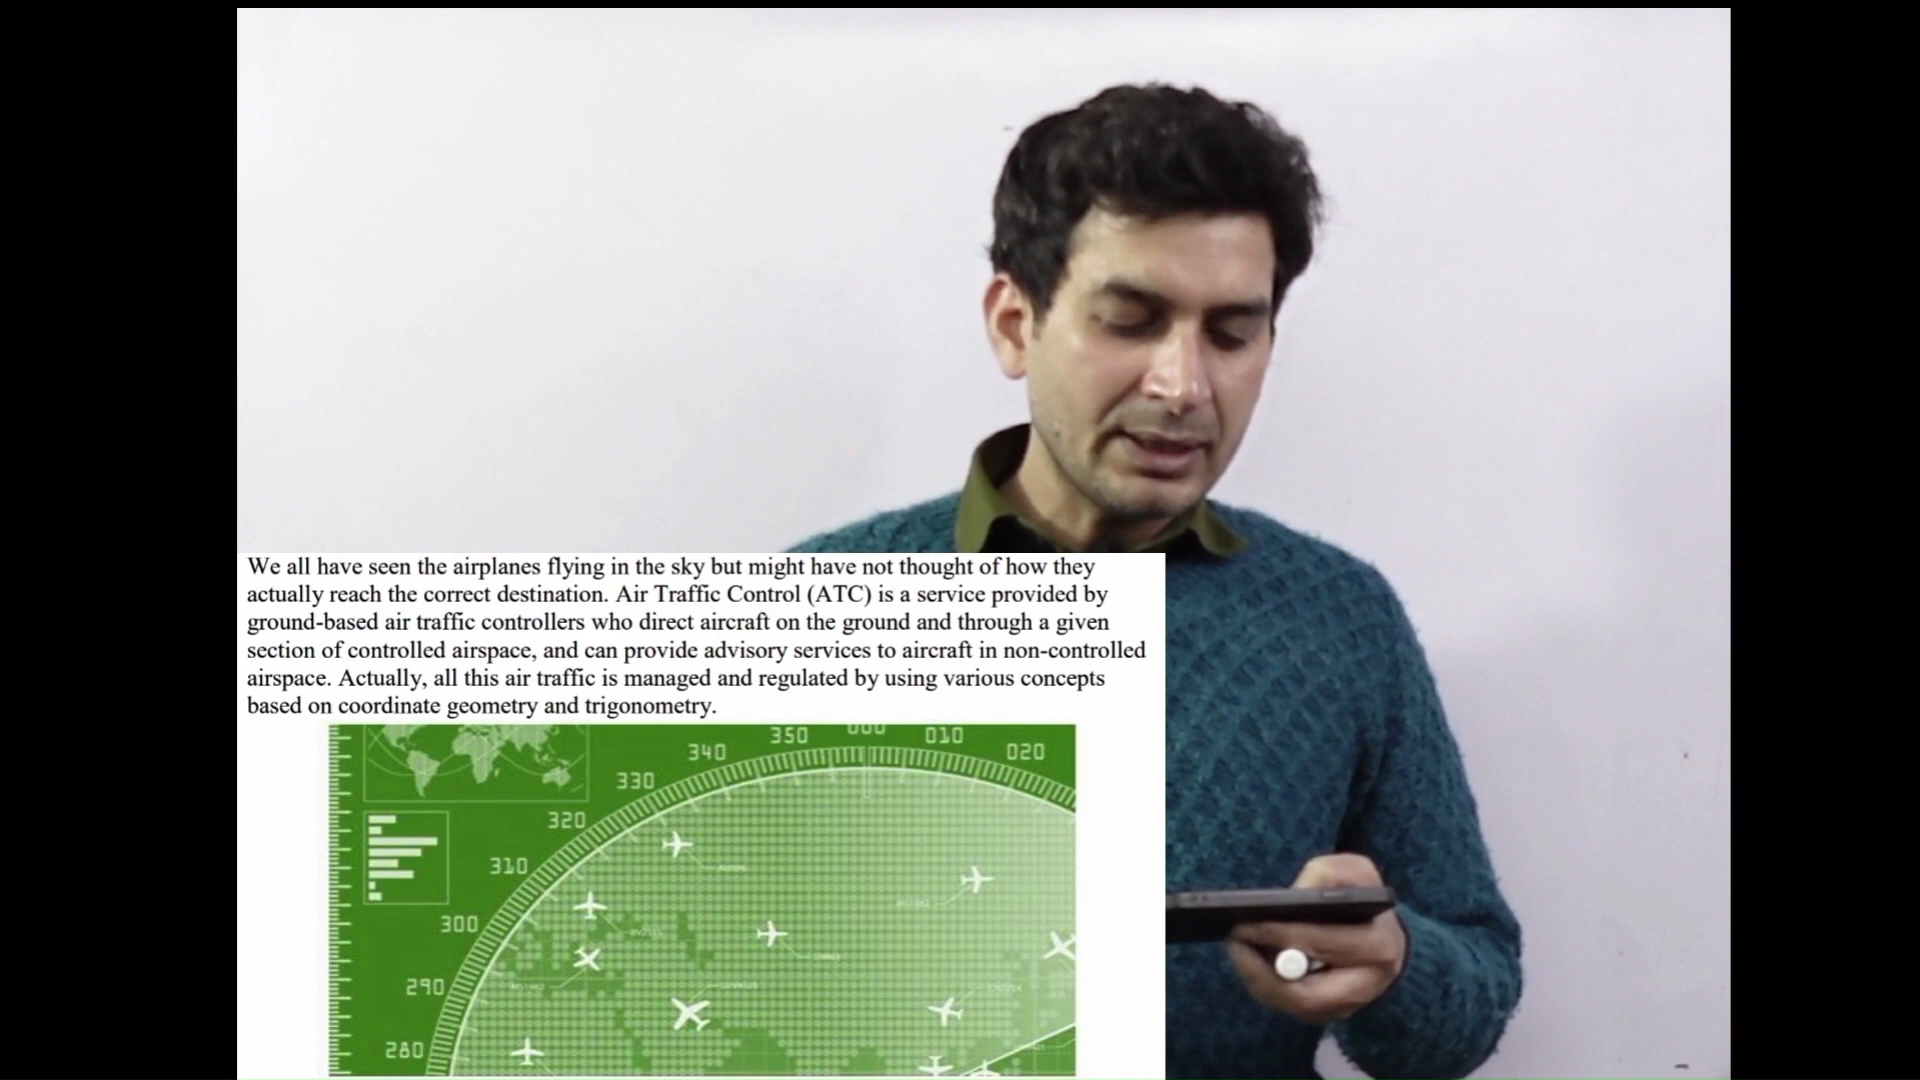 We all have seen the airplanes flying in the sky but might have not thought of how they
actually reach the correct destination. Air Traffic Control (ATC) is a service provided by
ground-based air traffic controllers who direct aircraft on the ground and through a given
section of controlled airspace, and can provide advisory services to aircraft in non-controlled
airspace. Actually, all this air traffic is managed and regulated by using various concepts
based on coordinate geometry and trigonometry.
350 000 010
340 020
330
320
310
300
290
280